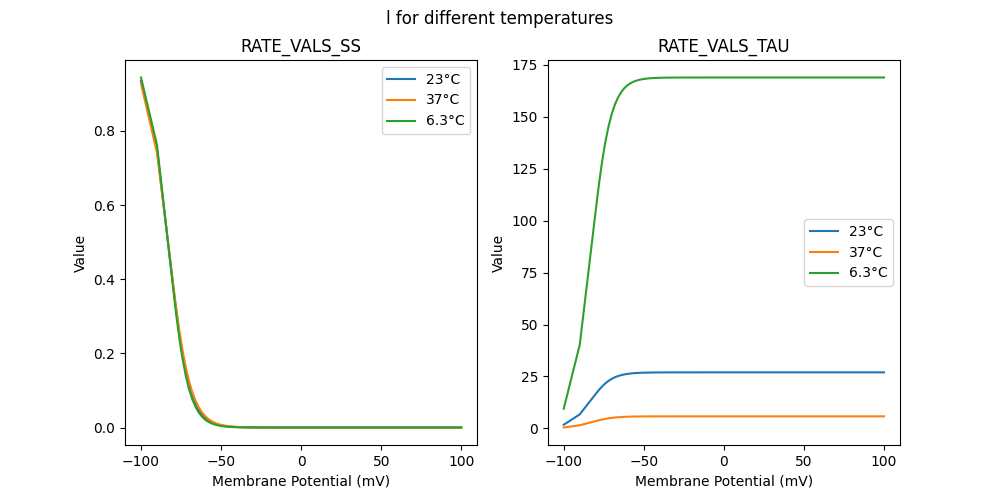 l for different temperatures
RATE_VALS_SS
RATE_VALS_TAU
Value
0.8
0.6
0.4
0.2
0.0
−100
−50
0
50
100
Membrane Potential (mV)
23°C
37°C
6.3°C
Value
175
150
125
100
75
50
25
0
−100
−50
0
50
100
Membrane Potential (mV)
23°C
37°C
6.3°C